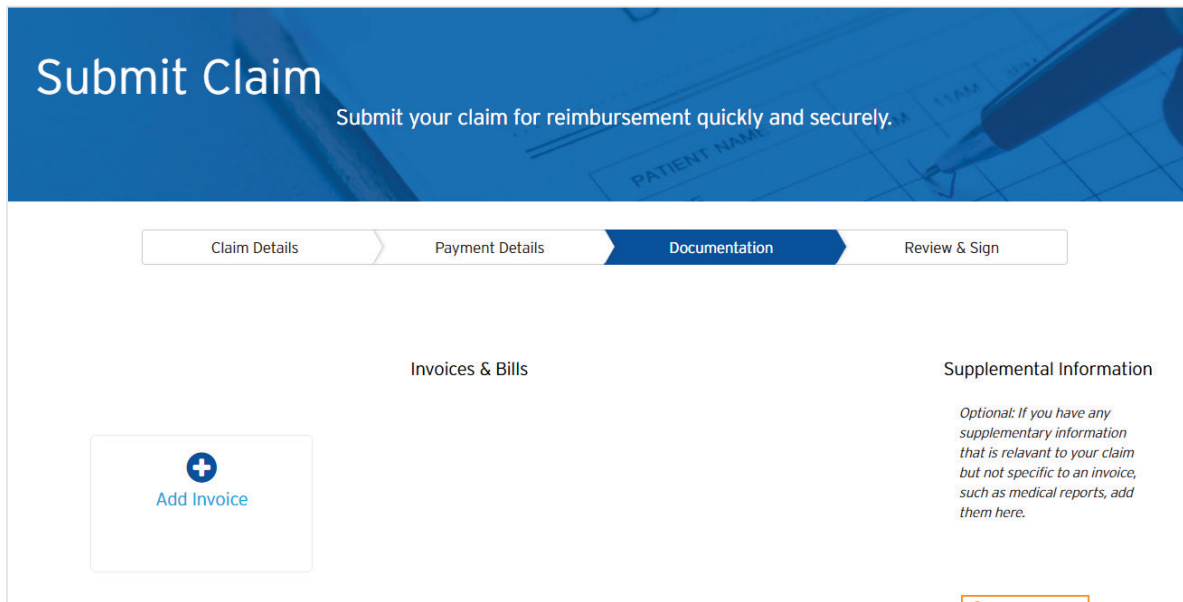 Submit Claim
Submit your claim for reimbursement quickly and securely.
PATIENT NAME
11AM
Claim Details
Payment Details
Documentation
Review & Sign
Invoices & Bills
Supplemental Information
Optional: If you have any
supplementary information
that is relavant to your claim
but not specific to an invoice,
such as medical reports, add
them here.
Add Invoice